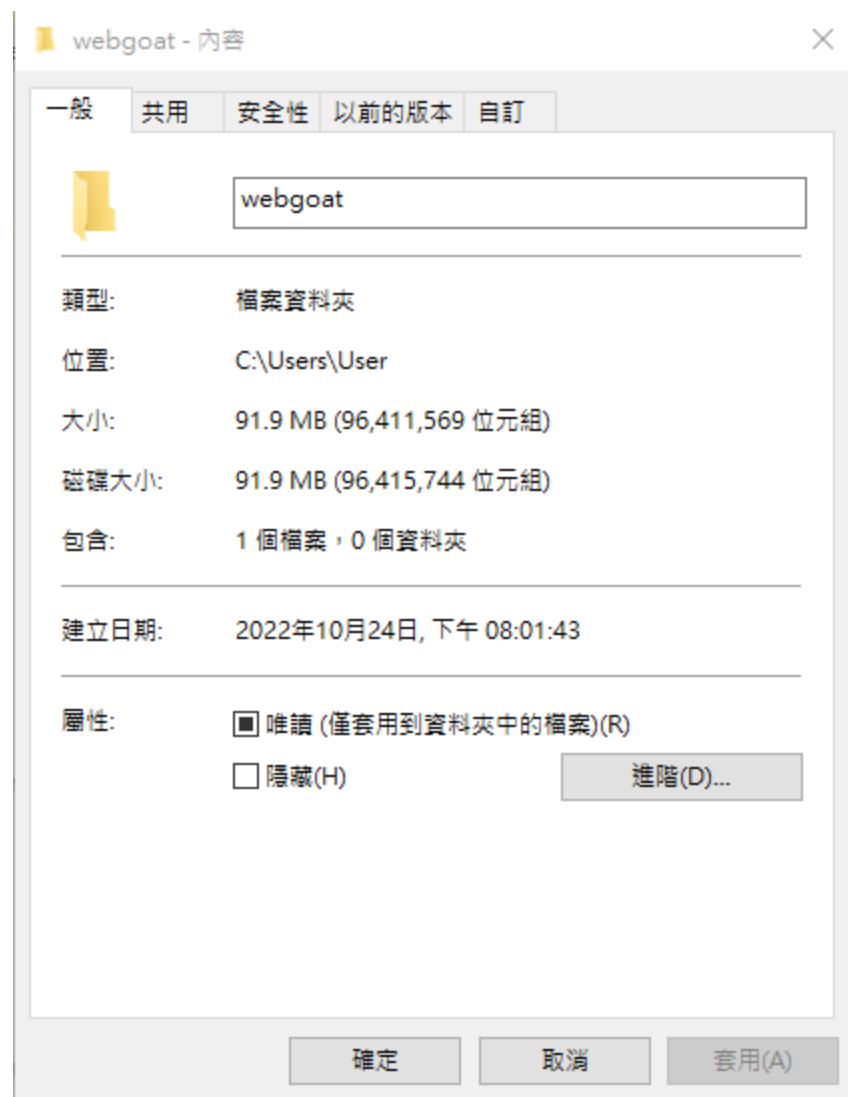 webgoat - 內容
一般 共用 安全性 以前的版本 自訂
webgoat
類型: 檔案資料夾
位置: C:\Users\User
大小: 91.9 MB (96,411,569 位元組)
磁碟大小: 91.9 MB (96,415,744 位元組)
包含: 1 個檔案，0 個資料夾
建立日期: 2022年10月24日, 下午 08:01:43
屬性: 唯讀 (僅套用到資料夾中的檔案)(R)
隱藏(H) 進階(D)...
確定 取消 套用(A)